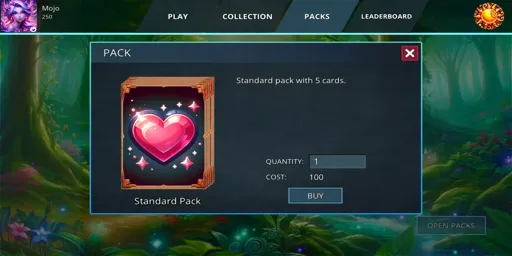 Mojo
250
PLAY
COLLECTION
PACKS
LEADERBOARD
PACK
Standard pack with 5 cards.
QUANTITY: 1
COST: 100
BUY
Standard Pack
OPEN PACKS